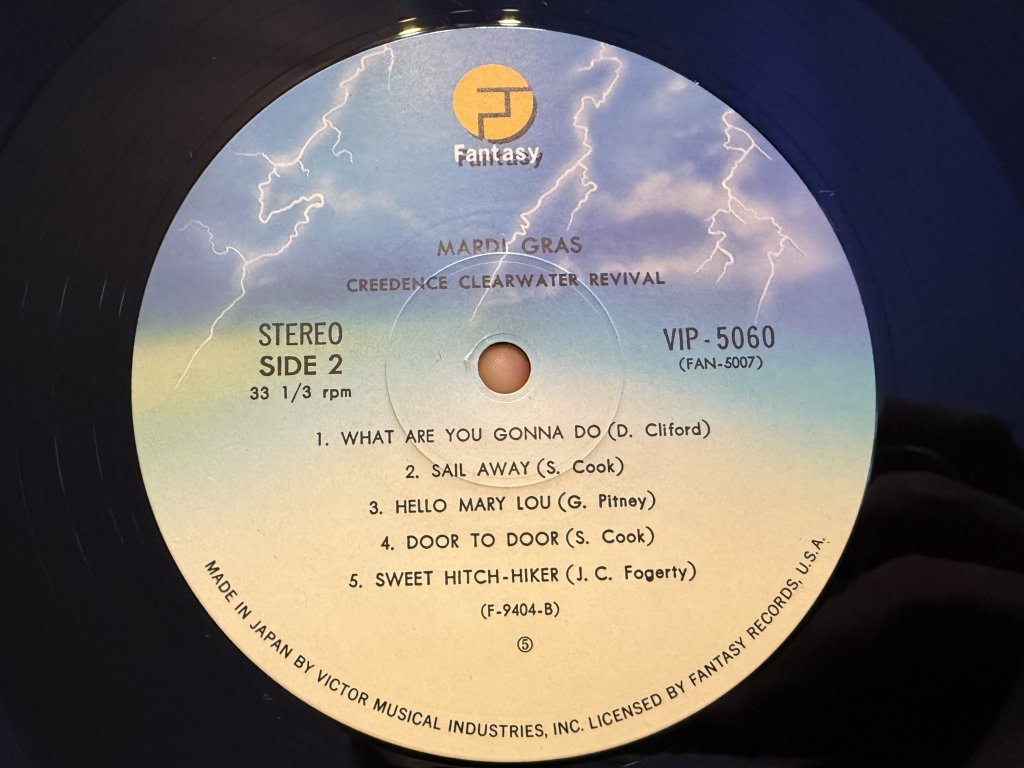 Fantasy
MARDI GRAS
CREEDENCE CLEARWATER REVIVAL
STEREO
SIDE 2
33 1/3 rpm
VIP-5060
(FAN-5007)
1. WHAT ARE YOU GONNA DO (D. Cliford)
2. SAIL AWAY (S. Cook)
3. HELLO MARY LOU (G. Pitney)
4. DOOR TO DOOR (S. Cook)
5. SWEET HITCH-HIKER (J. C. Fogerty)
(F-9404-B)
⑤
MADE IN JAPAN BY VICTOR MUSICAL INDUSTRIES, INC. LICENSED BY FANTASY RECORDS, U.S.A.